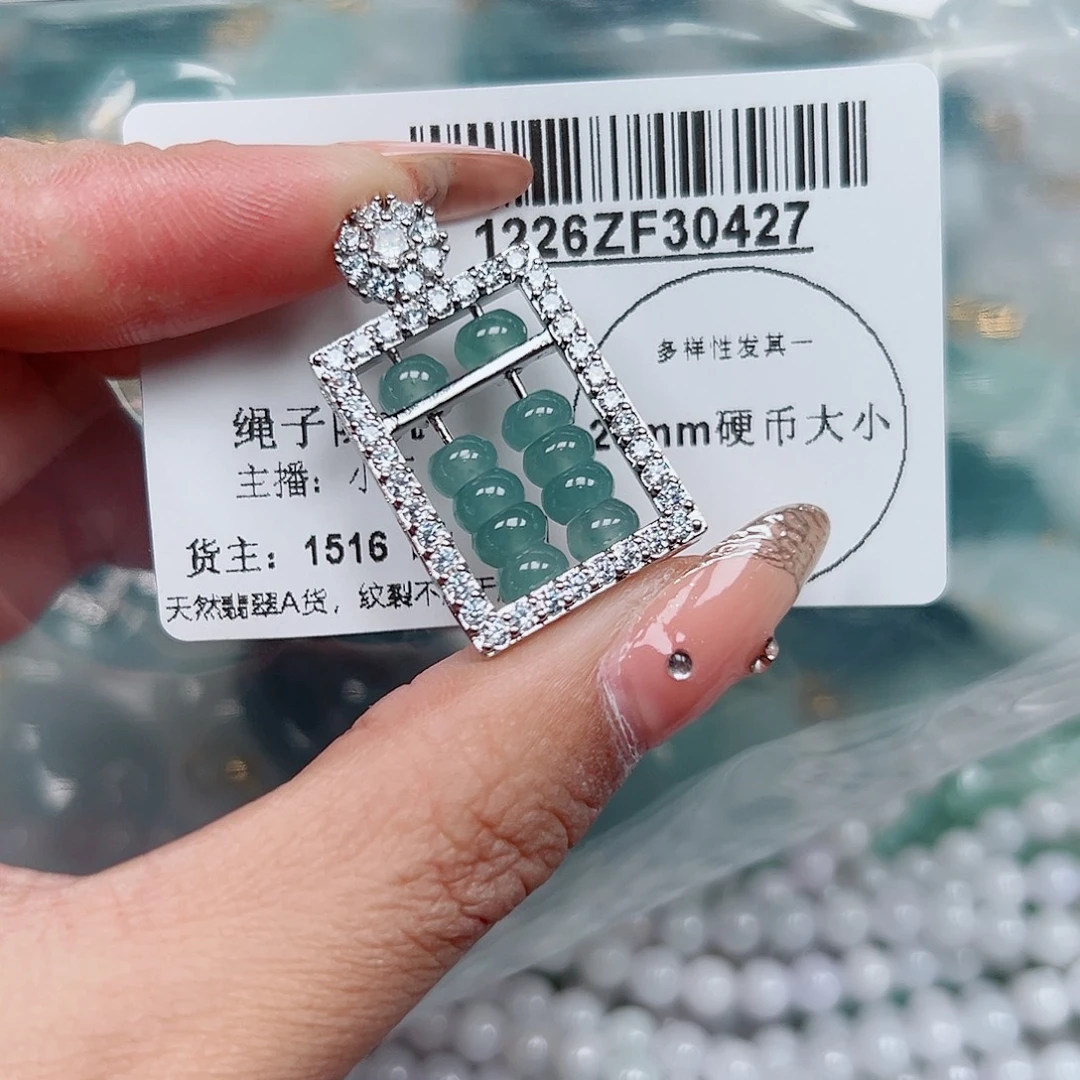 1226ZF30427
多样性发其一
绳子
mm硬币大小
主播：小
货主：1516
天然翡翠A货，纹裂不